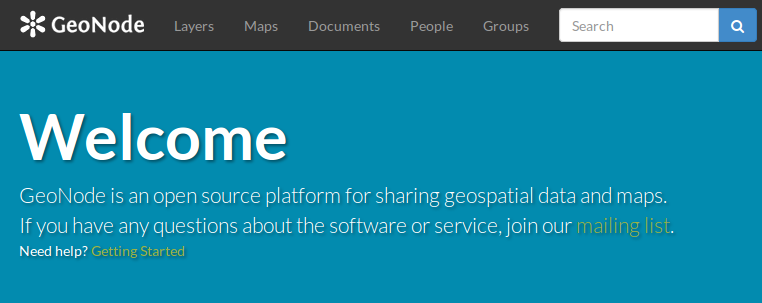 GeoNode Layers Maps Documents People Groups Search
Welcome
GeoNode is an open source platform for sharing geospatial data and maps.
If you have any questions about the software or service, join our mailing list.
Need help? Getting Started